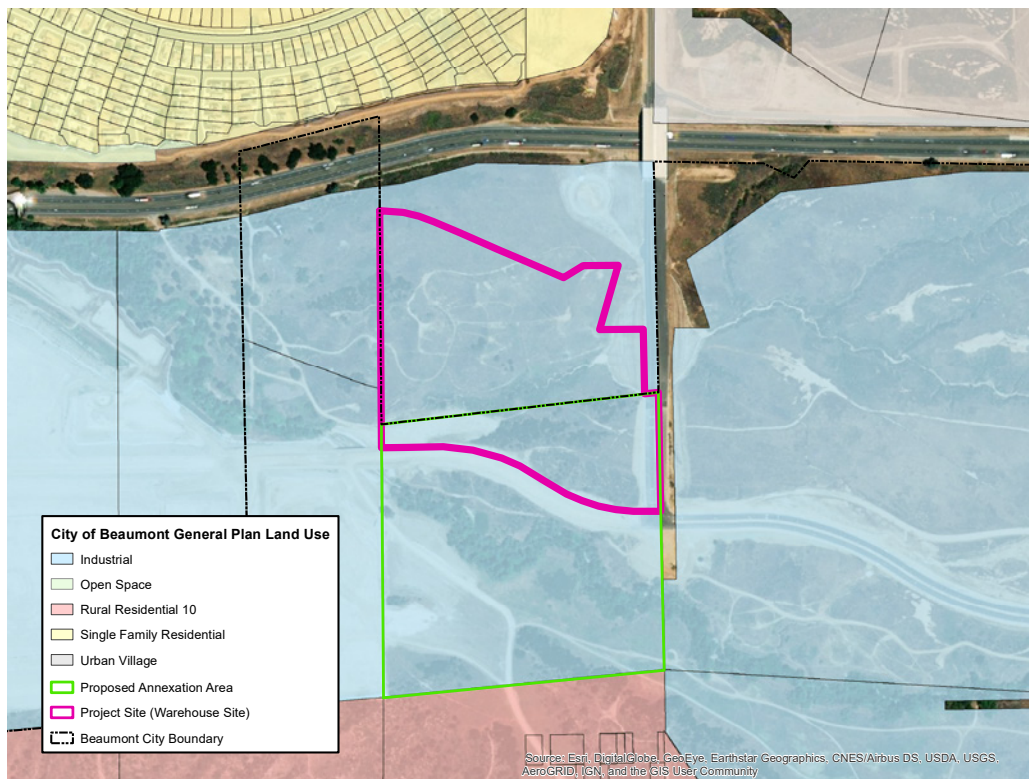 City of Beaumont General Plan Land Use
Industrial
Open Space
Rural Residential 10
Single Family Residential
Urban Village
Proposed Annexation Area
Project Site (Warehouse Site)
Beaumont City Boundary
Source: Esri, DigitalGlobe, GeoEye, Earthstar Geographics, CNES/Airbus DS, USDA, USGS,
AeroGRID, IGN, and the GIS User Community